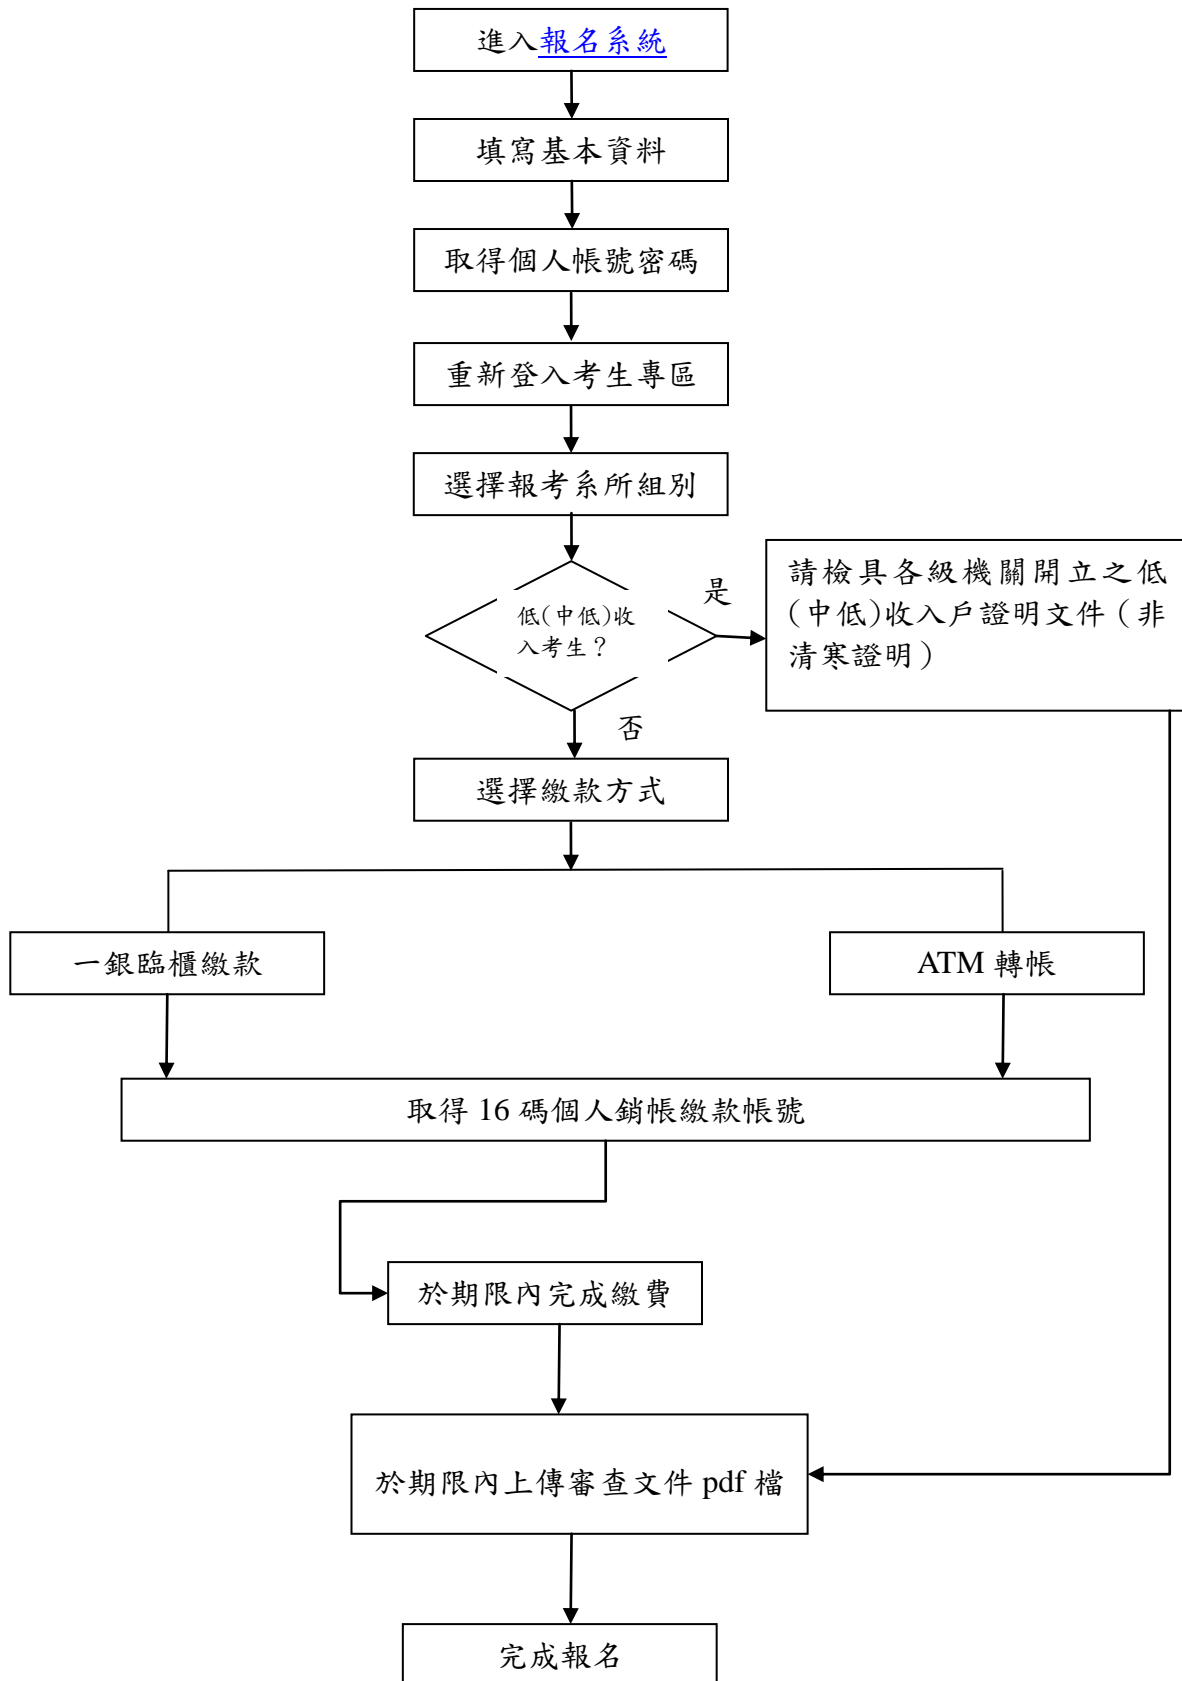 進入報名系統
填寫基本資料
取得個人帳號密碼
重新登入考生專區
選擇報考系所組別
低(中低)收
入考生？
是
請檢具各級機關開立之低
(中低)收入戶證明文件（非
清寒證明）
否
選擇繳款方式
一銀臨櫃繳款
ATM 轉帳
取得 16 碼個人銷帳繳款帳號
於期限內完成繳費
於期限內上傳審查文件 pdf 檔
完成報名